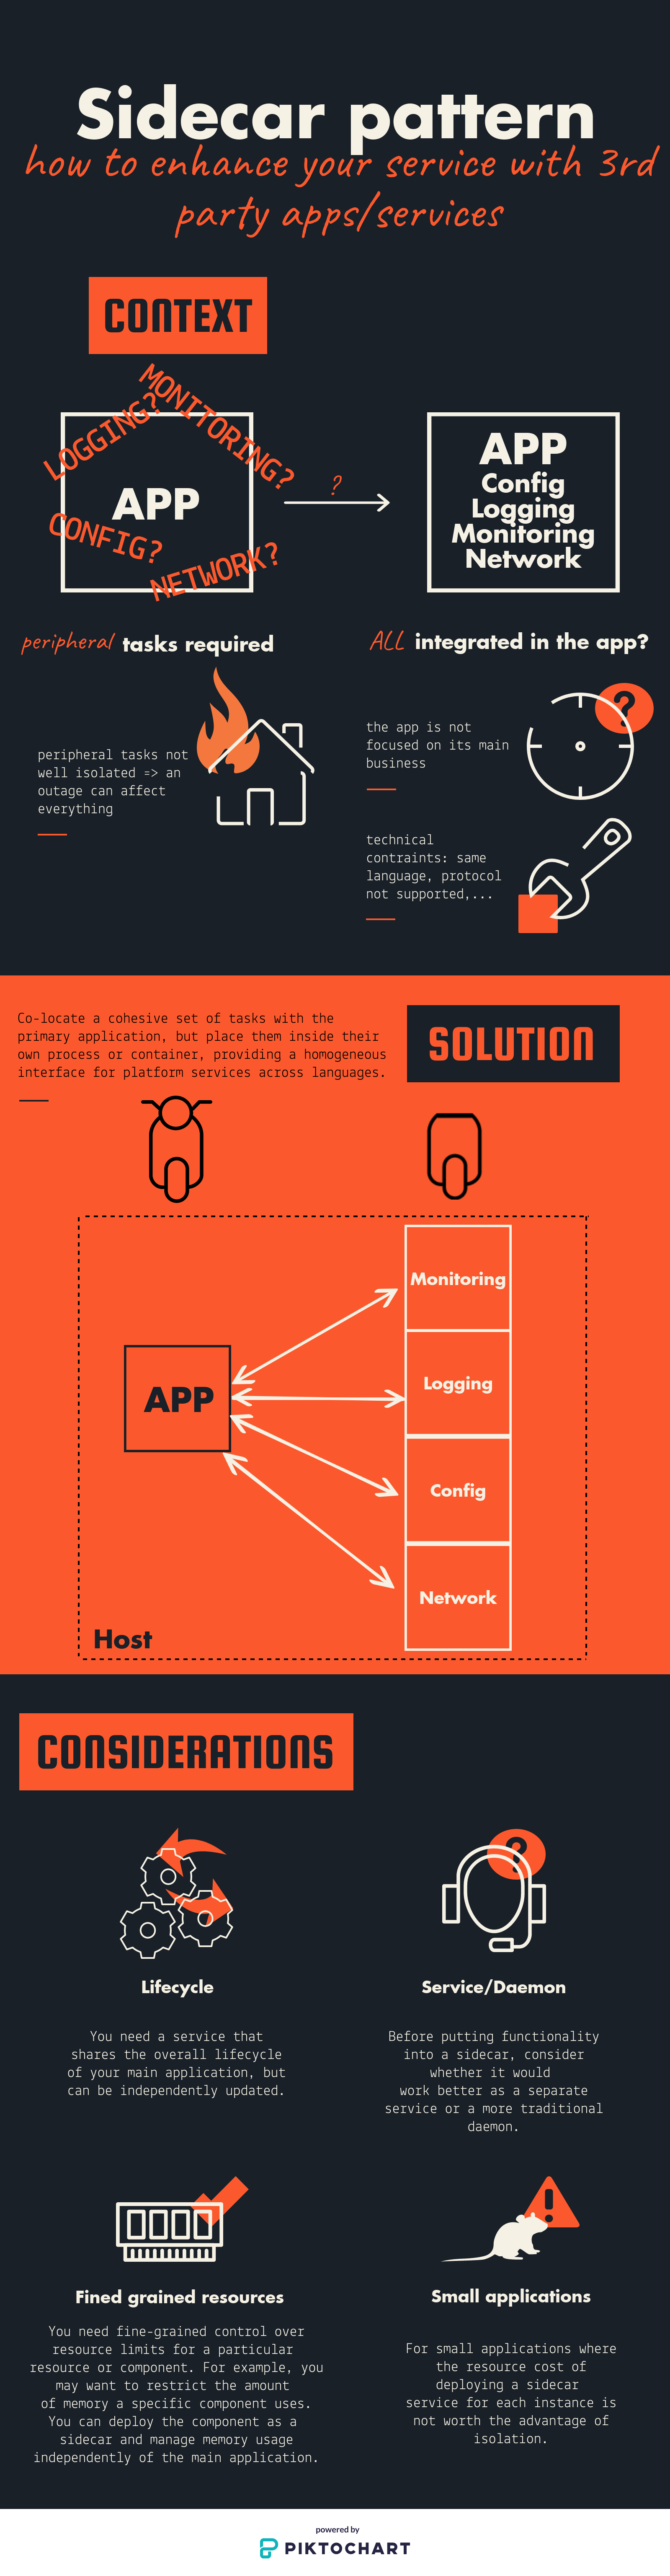 Sidecar pattern
how to enhance your service with 3rd
party apps/services
CONTEXT
MONITORING?
LOGGING?
APP
CONFIG?
NETWORK?
?
APP
Config
Logging
Monitoring
Network
peripheral tasks required
peripheral tasks not
well isolated => an
outage can affect
everything
ALL integrated in the app?
the app is not
focused on its main
business
?
technical
contraints: same
language, protocol
not supported,...
Co-locate a cohesive set of tasks with the
primary application, but place them inside their
own process or container, providing a homogeneous
interface for platform services across languages.
SOLUTION
APP
Monitoring
Logging
Config
Network
Host
CONSIDERATIONS
Lifecycle
You need a service that
shares the overall lifecycle
of your main application, but
can be independently updated.
?
Service/Daemon
Before putting functionality
into a sidecar, consider
whether it would
work better as a separate
service or a more traditional
daemon.
Fined grained resources
You need fine-grained control over
resource limits for a particular
resource or component. For example, you
may want to restrict the amount
of memory a specific component uses.
You can deploy the component as a
sidecar and manage memory usage
independently of the main application.
!
Small applications
For small applications where
the resource cost of
deploying a sidecar
service for each instance is
not worth the advantage of
isolation.
powered by
PIKTOCHART